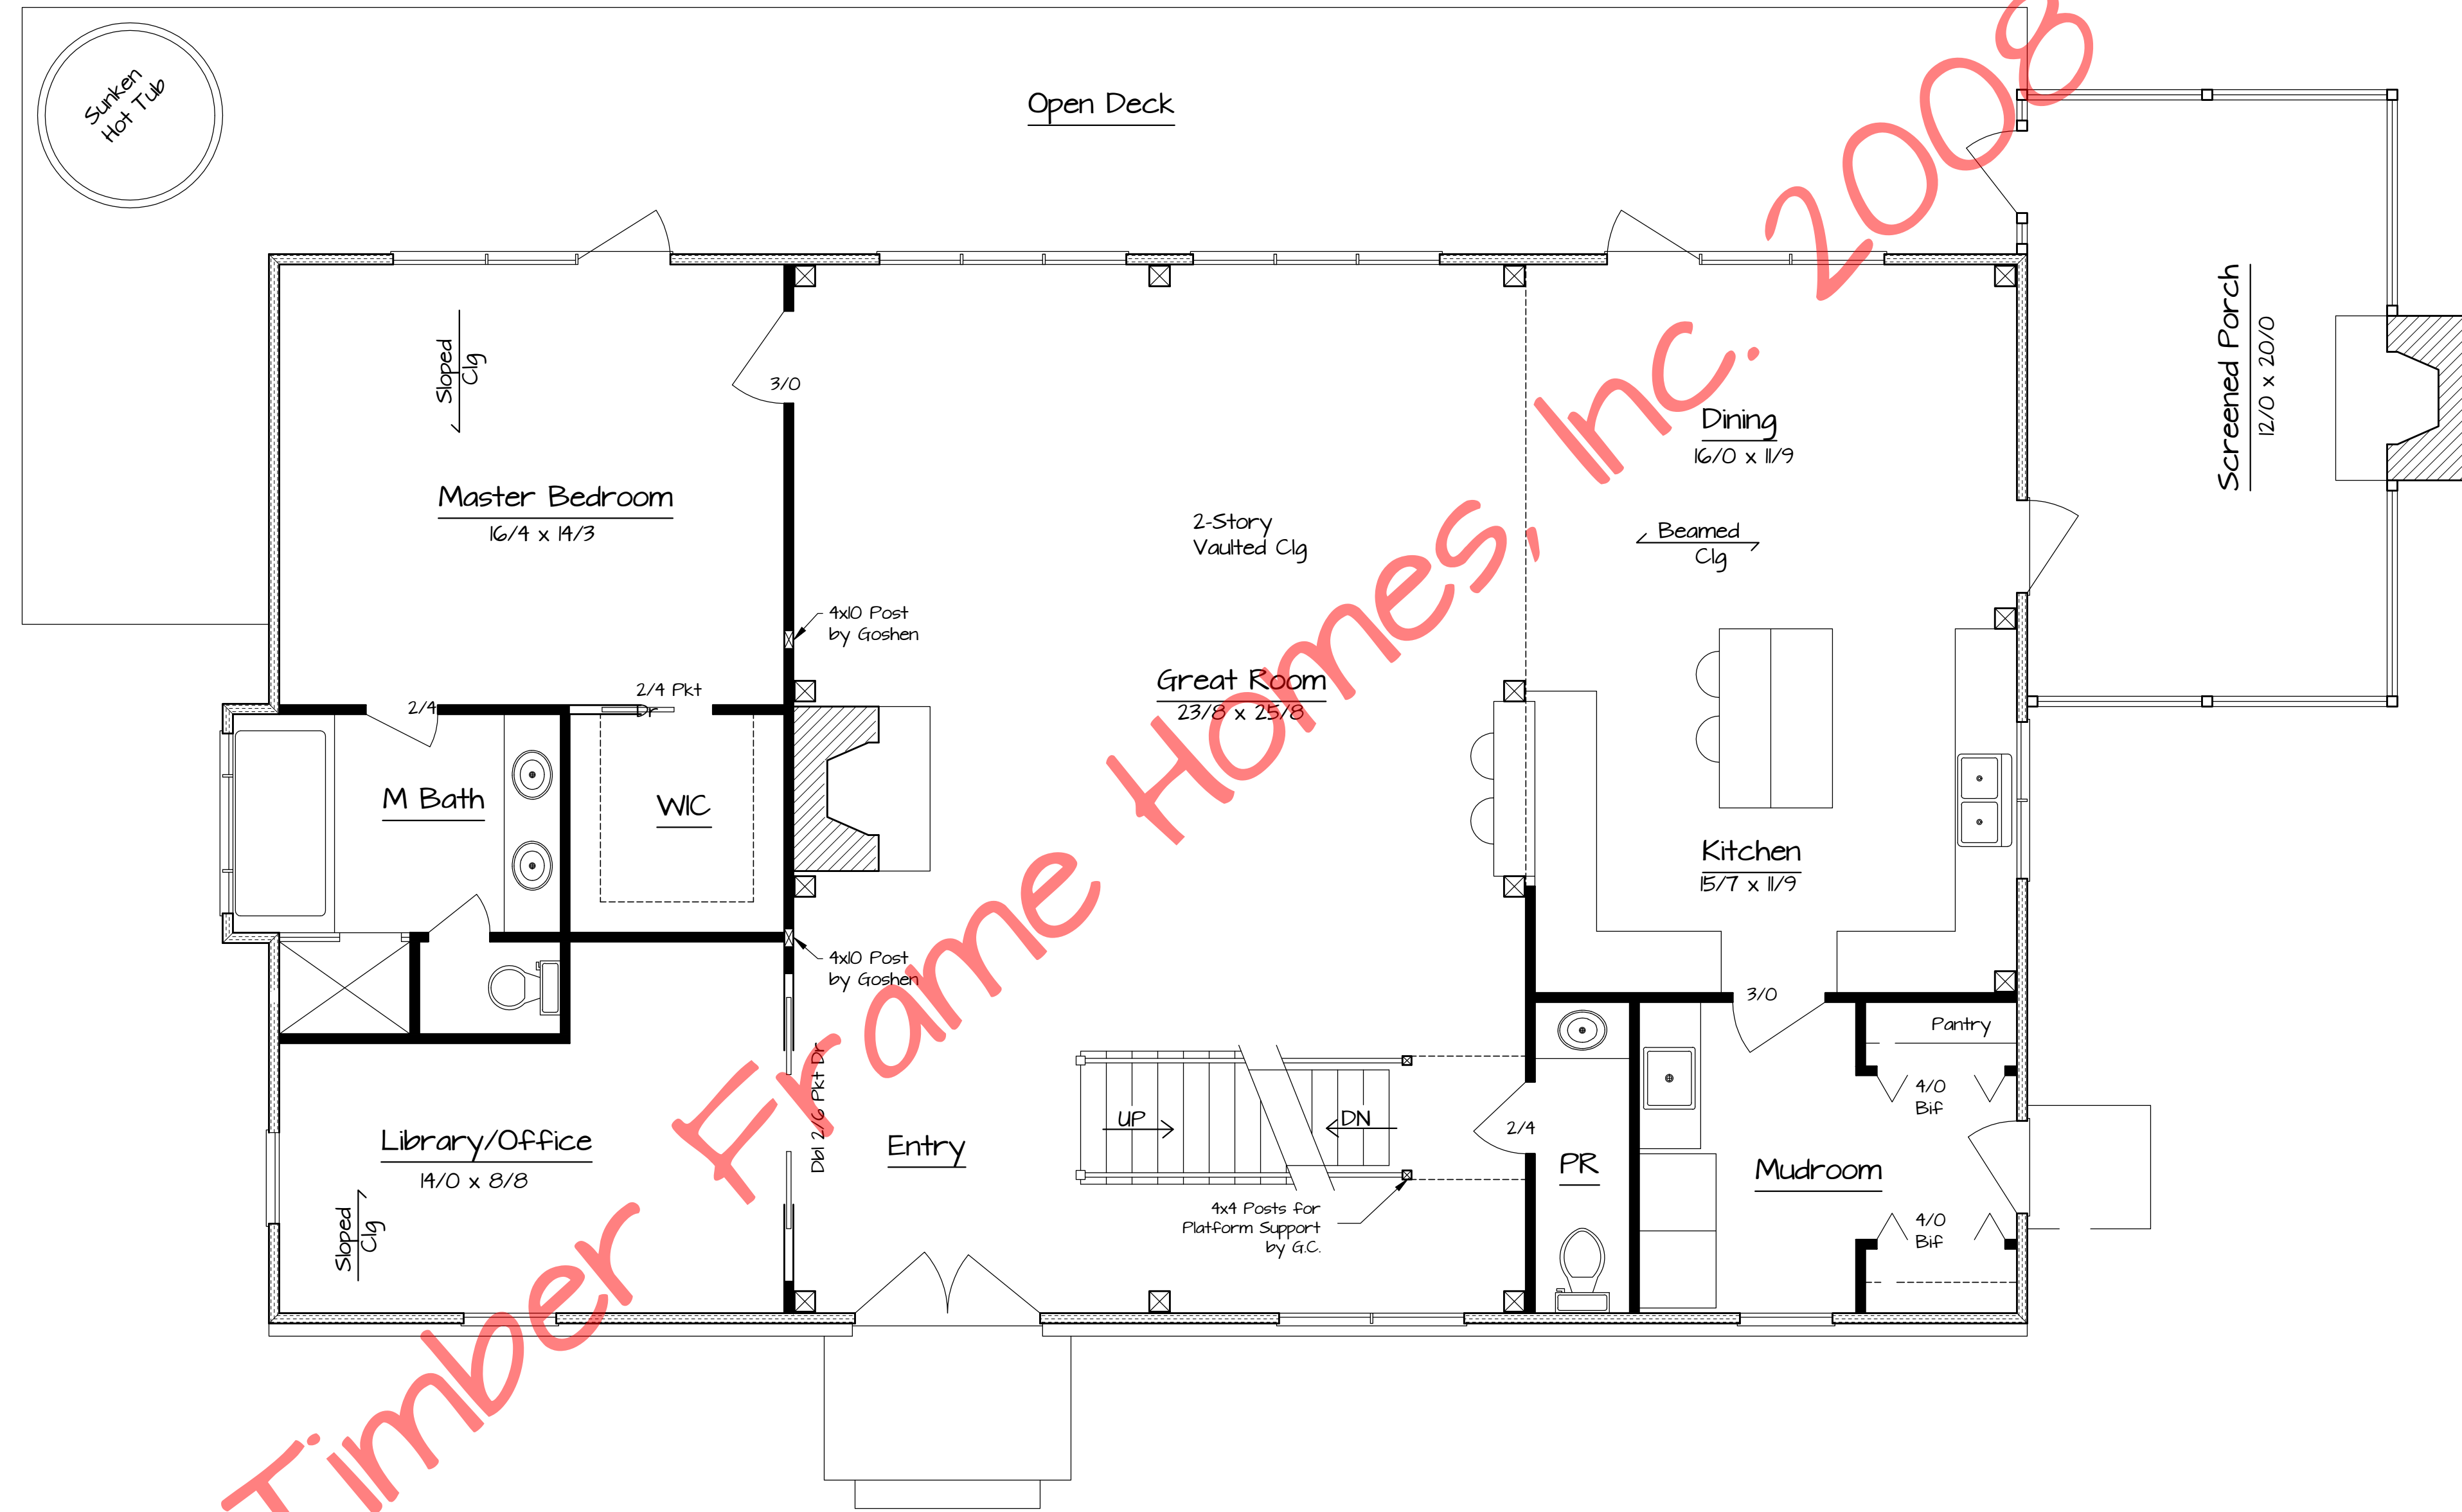 Sunken
Hot Tub
Open Deck
Screened Porch
12/0 x 20/0
Sloped
Clg
3/0
Dining
16/0 x 11/9
Master Bedroom
16/4 x 14/3
2-Story
Vaulted Clg
Beamed
Clg
4x10 Post
by Goshen
2/4
2/4 Pkt
Dr
Great Room
23/8 x 25/8
M Bath
WIC
Kitchen
15/7 x 11/9
4x10 Post
by Goshen
3/0
Pantry
4/0
Bif
Dbl 2/6 Pkt Dr
UP
DN
2/4
Library/Office
14/0 x 8/8
Entry
PR
Mudroom
Sloped
Clg
4x4 Posts for
Platform Support
by G.C.
4/0
Bif
Timber Frame Homes, Inc. 2008